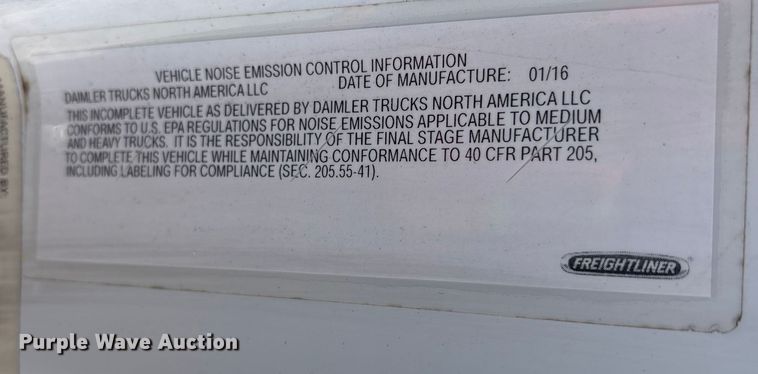 VEHICLE NOISE EMISSION CONTROL INFORMATION
DAIMLER TRUCKS NORTH AMERICA LLC DATE OF MANUFACTURE: 01/16
THIS INCOMPLETE VEHICLE AS DELIVERED BY DAIMLER TRUCKS NORTH AMERICA LLC
CONFORMS TO U.S. EPA REGULATIONS FOR NOISE EMISSIONS APPLICABLE TO MEDIUM
AND HEAVY TRUCKS. IT IS THE RESPONSIBILITY OF THE FINAL STAGE MANUFACTURER
TO COMPLETE THIS VEHICLE WHILE MAINTAINING CONFORMANCE TO 40 CFR PART 205,
INCLUDING LABELING FOR COMPLIANCE (SEC. 205.55-41).
FREIGHTLINER
MANUFACTURED BY:
Purple Wave Auction